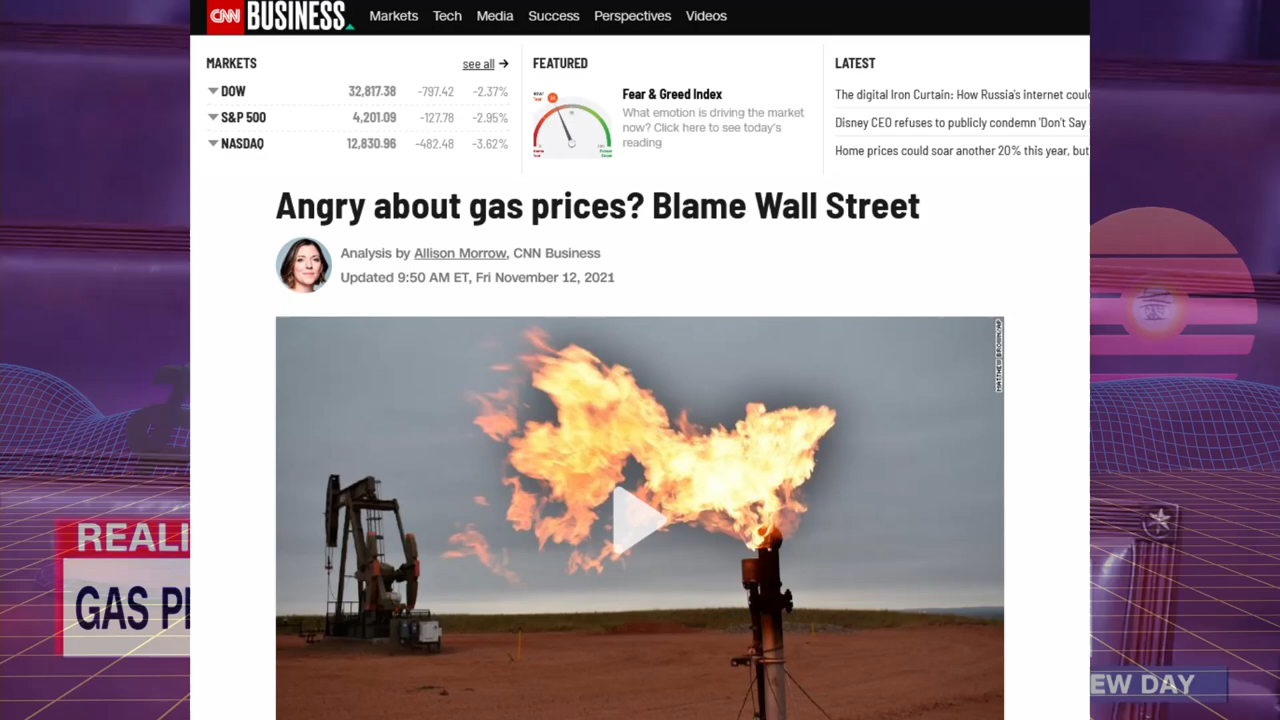 CNN BUSINESS Markets Tech Media Success Perspectives Videos
MARKETS see all →
DOW 32,817.38 -797.42 -2.37%
S&P 500 4,201.09 -127.78 -2.95%
NASDAQ 12,830.96 -482.48 -3.62%
FEATURED
Fear & Greed Index
What emotion is driving the market
now? Click here to see today's
reading
LATEST
The digital Iron Curtain: How Russia's internet coul
Disney CEO refuses to publicly condemn 'Don't Say
Home prices could soar another 20% this year, but
Angry about gas prices? Blame Wall Street
Analysis by Allison Morrow, CNN Business
Updated 9:50 AM ET, Fri November 12, 2021
MATTHEW BROWN/AP
REALI
GAS P
EW DAY